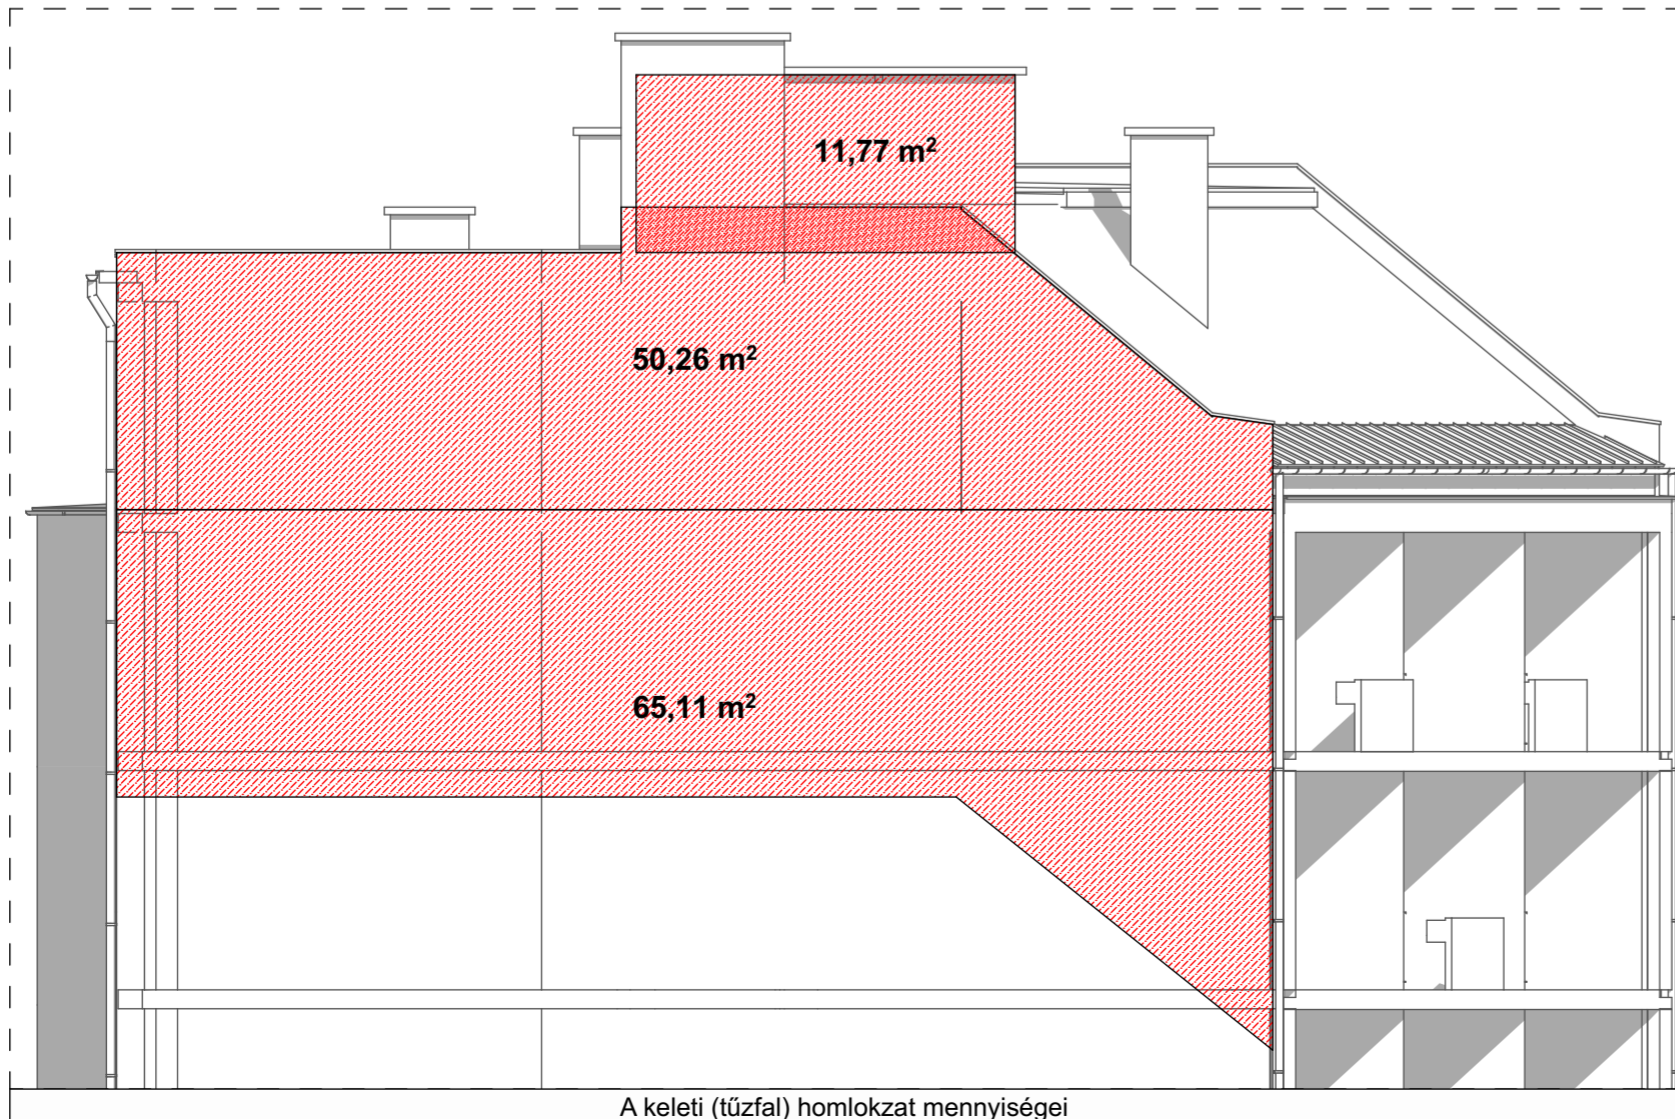 11,77 m²
50,26 m²
65,11 m²
A keleti (tűzfal) homlokzat mennyiségei